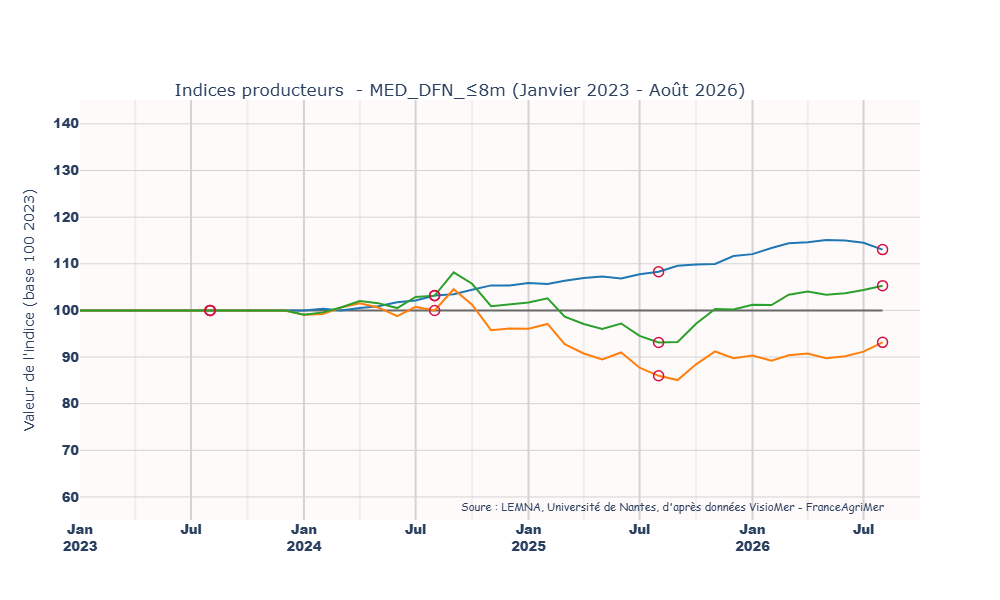 Indices producteurs - MED_DFN_≤8m (Janvier 2023 - Août 2026)
Valeur de l'indice (base 100 2023)
140
130
120
110
100
90
80
70
60
Soure : LEMNA, Université de Nantes, d'après données VisioMer - FranceAgriMer
Jan Jul Jan Jul Jan Jul Jan Jul
2023 2024 2025 2026